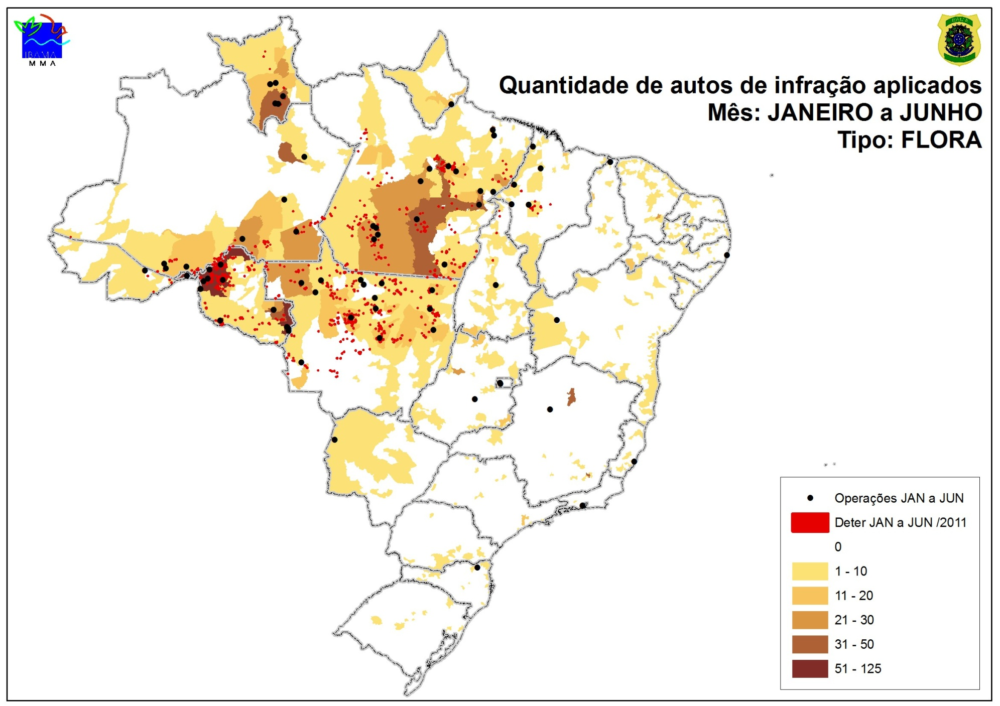 IBAMA
M M A
IBAMA
Quantidade de autos de infração aplicados
Mês: JANEIRO a JUNHO
Tipo: FLORA
Operações JAN a JUN
Deter JAN a JUN /2011
0
1 - 10
11 - 20
21 - 30
31 - 50
51 - 125